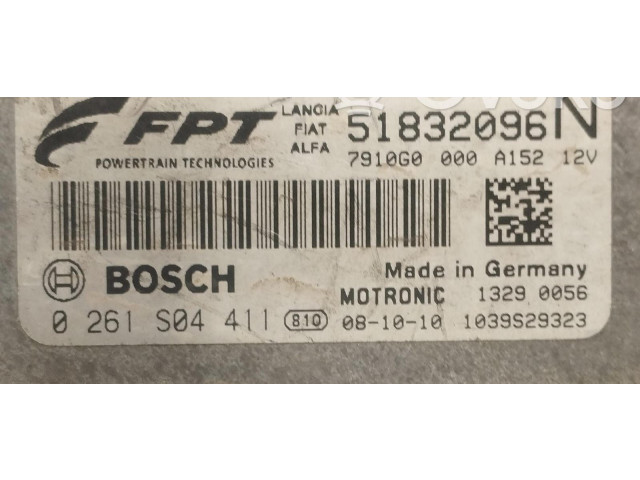 FPT
POWERTRAIN TECHNOLOGIES
LANCIA
FIAT
ALFA
51832096 N
7910G0 000 A152 12V
BOSCH
Made in Germany
MOTRONIC 1329 0056
0 261 S04 411 810 08-10-10 1039S29323